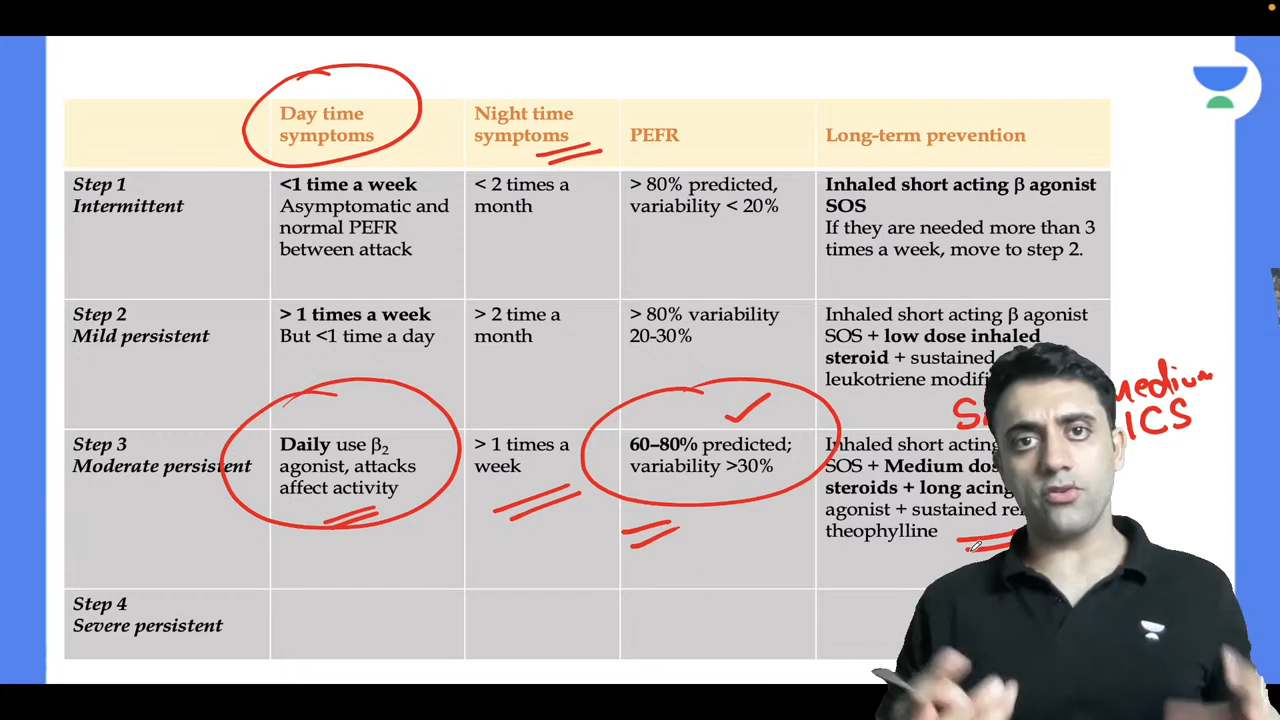 Day time
symptoms
Night time
symptoms
PEFR
Long-term prevention
Step 1
Intermittent
<1 time a week
Asymptomatic and
normal PEFR
between attack
< 2 times a
month
> 80% predicted,
variability < 20%
Inhaled short acting β agonist
SOS
If they are needed more than 3
times a week, move to step 2.
Step 2
Mild persistent
> 1 times a week
But <1 time a day
> 2 time a
month
> 80% variability
20-30%
Inhaled short acting β agonist
SOS + low dose inhaled
steroid + sustained
leukotriene
medium
ICS
Step 3
Moderate persistent
Daily use β₂
agonist, attacks
affect activity
> 1 times a
week
60–80% predicted;
variability >30%
Inhaled short acting
SOS + Medium
steroids + long acing
agonist + sustained
theophylline
Step 4
Severe persistent